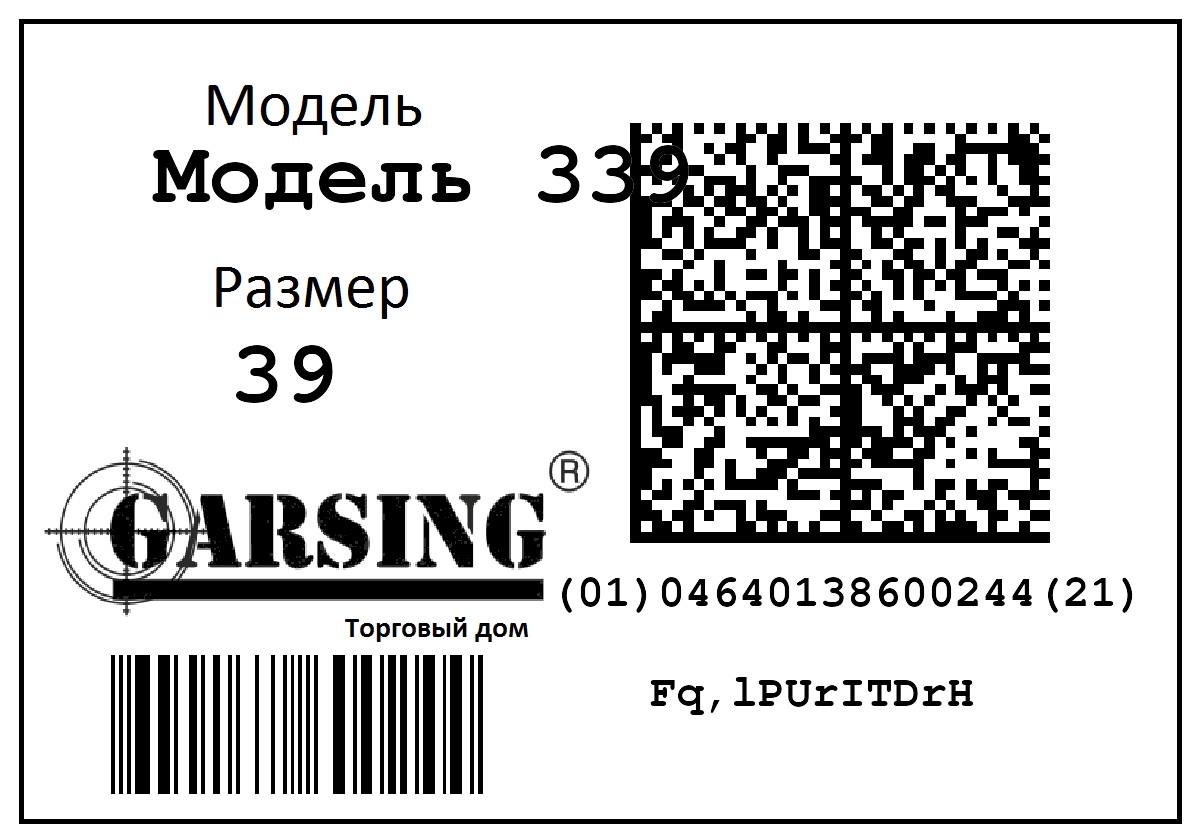 Модель
Модель 339
Размер
39
GARSING®
Торговый дом
(01)04640138600244(21)
Fq,lPUrITDrH